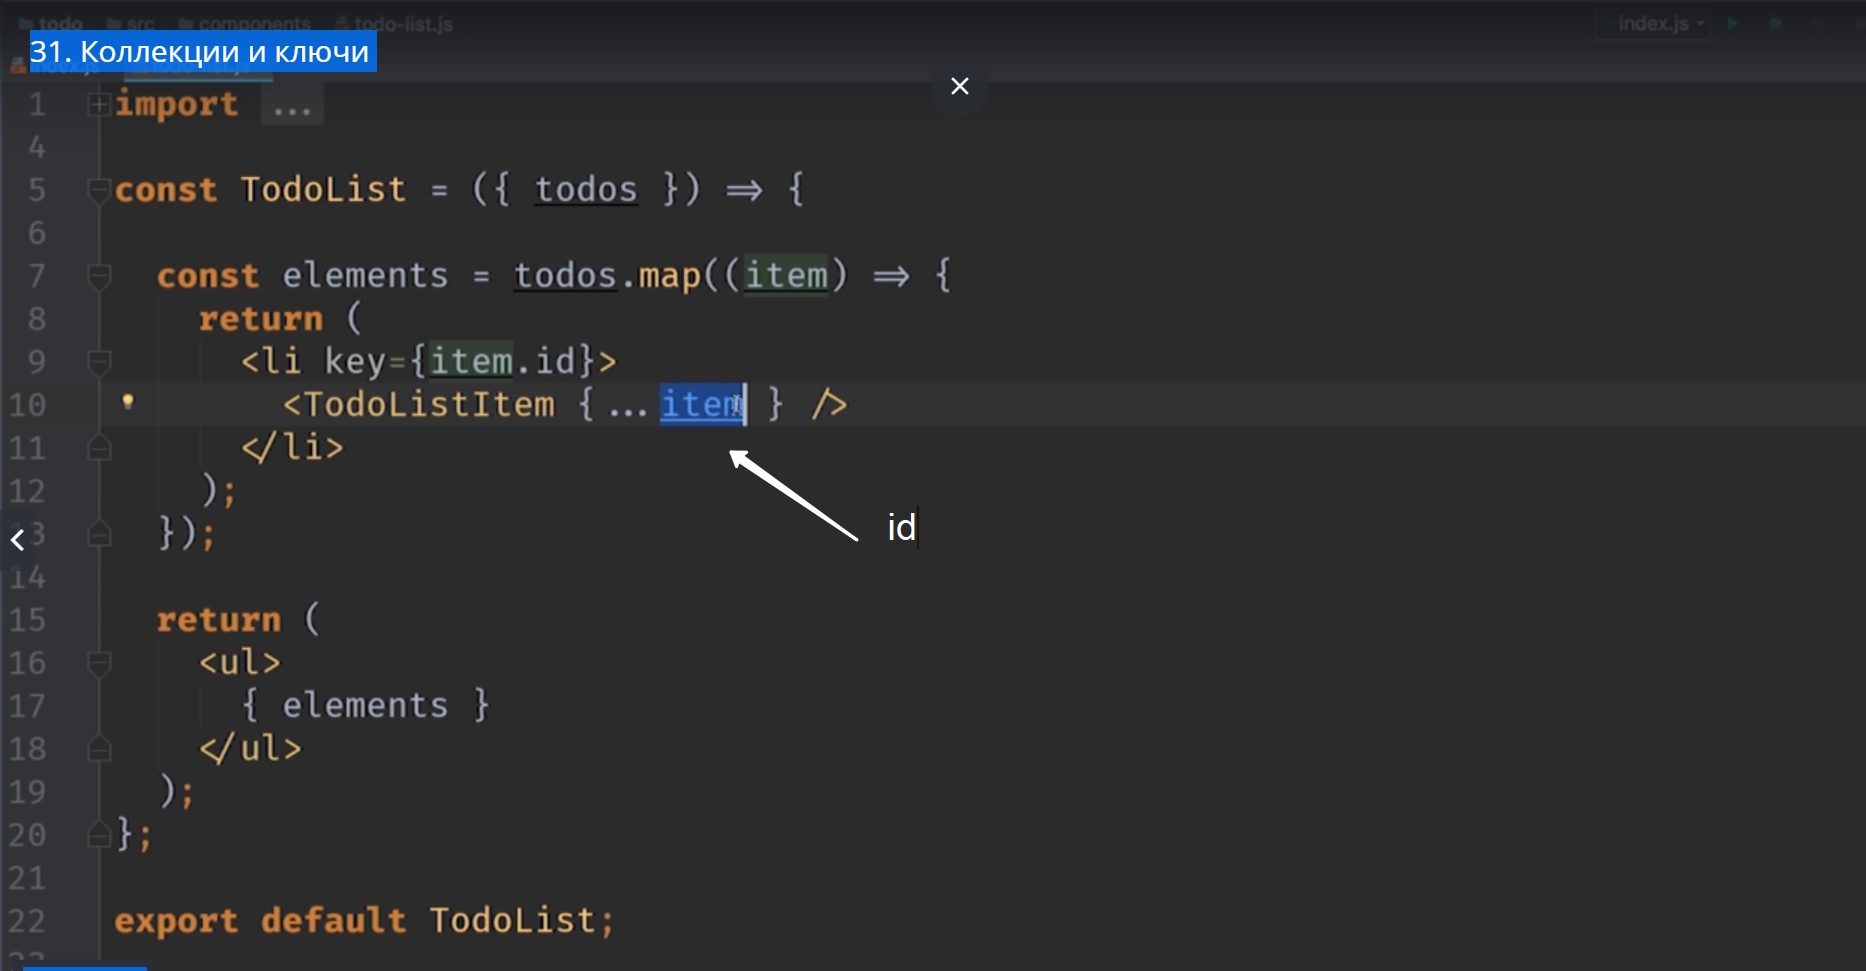 todo src components todo-list.js index.js
31. Коллекции и ключи
1 import ...
4
5 const TodoList = ({ todos }) => {
6
7 const elements = todos.map((item) => {
8 return (
9 <li key={item.id}>
10 <TodoListItem { ...item } />
11 </li>
12 );
id
13 });
14
15 return (
16 <ul>
17 { elements }
18 </ul>
19 );
20 };
21
22 export default TodoList;
23